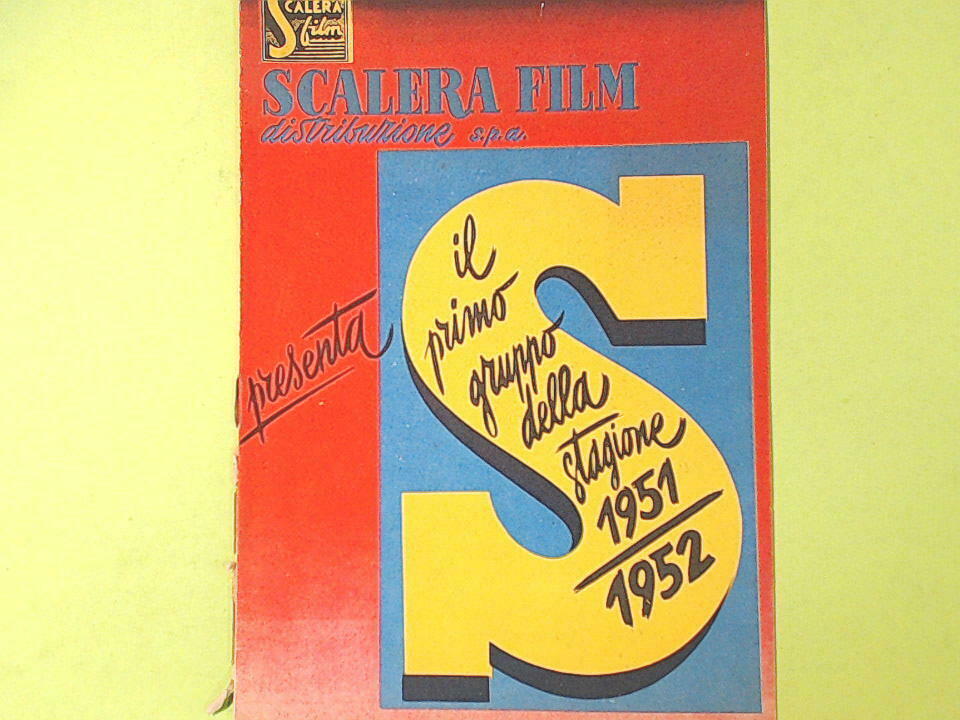 SCALERA
film
SCALERA FILM
distribuzione s.p.a.
presenta
il
primo
gruppo
della
stagione
1951
1952